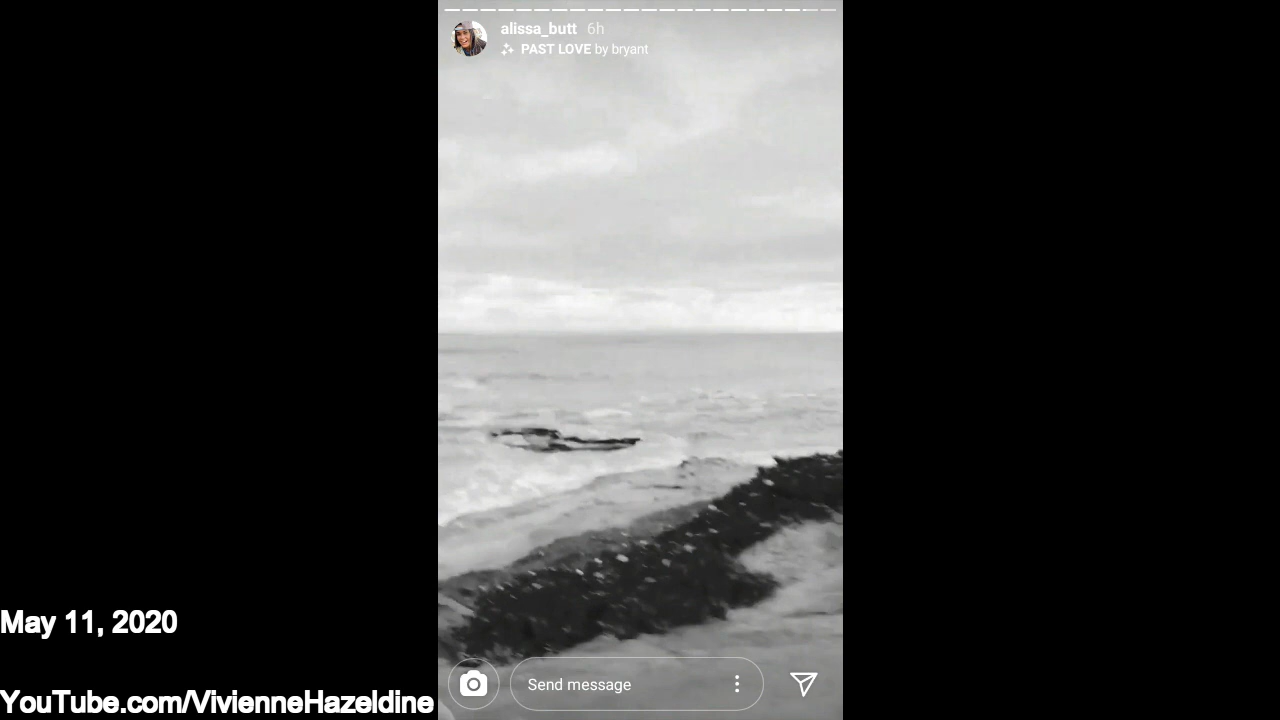 alissa_butt 6h
PAST LOVE by bryant
Send message
May 11, 2020
YouTube.com/VivienneHazeldine